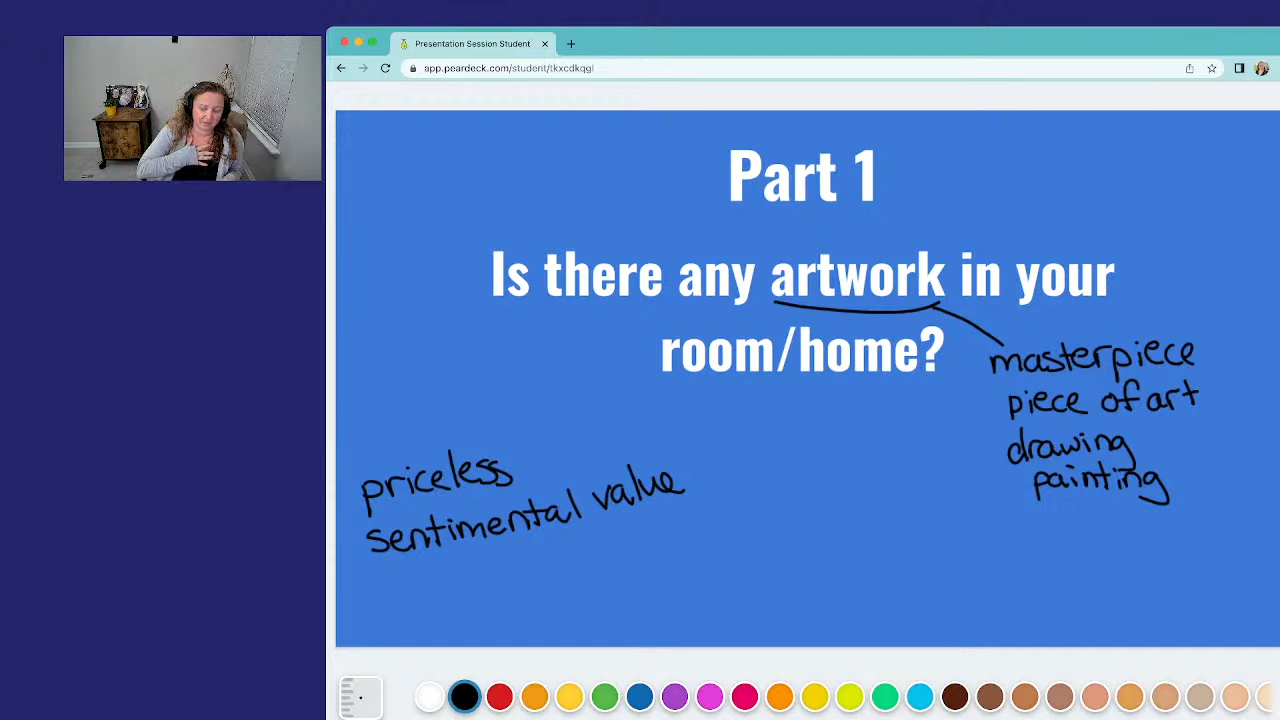 Presentation Session Student
app.peardeck.com/student/tkxcdkqgl
Part 1
Is there any artwork in your
room/home?
masterpiece
piece of art
drawing
painting
priceless
sentimental value